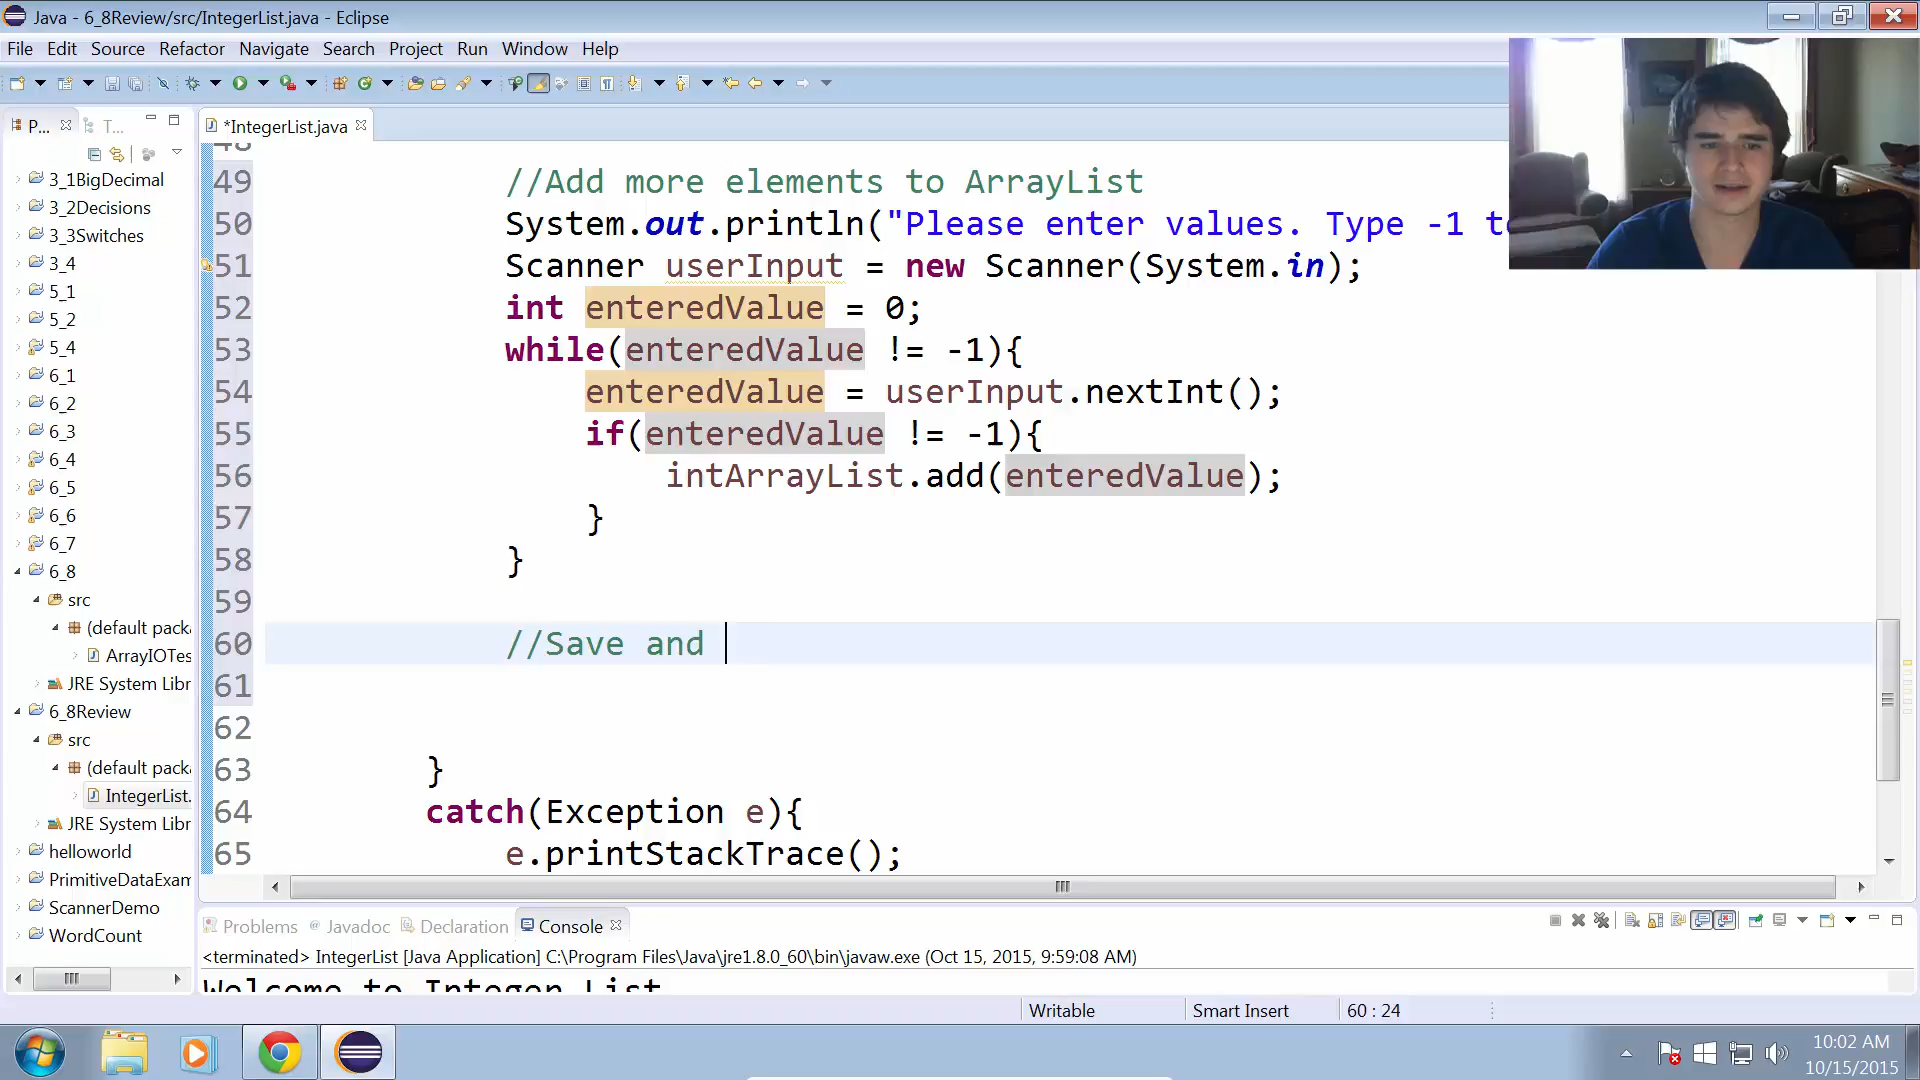 Java - 6_8Review/src/IntegerList.java - Eclipse
File Edit Source Refactor Navigate Search Project Run Window Help
P... T...
*IntegerList.java
3_1BigDecimal
3_2Decisions
3_3Switches
3_4
5_1
5_2
5_4
6_1
6_2
6_3
6_4
6_5
6_6
6_7
6_8
src
(default pack
ArrayIOTes
JRE System Libr
6_8Review
src
(default pack
IntegerList.
JRE System Libr
helloworld
PrimitiveDataExam
ScannerDemo
WordCount
48
49 //Add more elements to ArrayList
50 System.out.println("Please enter values. Type -1 to
51 Scanner userInput = new Scanner(System.in);
52 int enteredValue = 0;
53 while(enteredValue != -1){
54 enteredValue = userInput.nextInt();
55 if(enteredValue != -1){
56 intArrayList.add(enteredValue);
57 }
58 }
59
60 //Save and
61
62
63 }
64 catch(Exception e){
65 e.printStackTrace();
Problems @ Javadoc Declaration Console
<terminated> IntegerList [Java Application] C:\Program Files\Java\jre1.8.0_60\bin\javaw.exe (Oct 15, 2015, 9:59:08 AM)
Welcome to Integer List
Writable Smart Insert 60 : 24
10:02 AM
10/15/2015